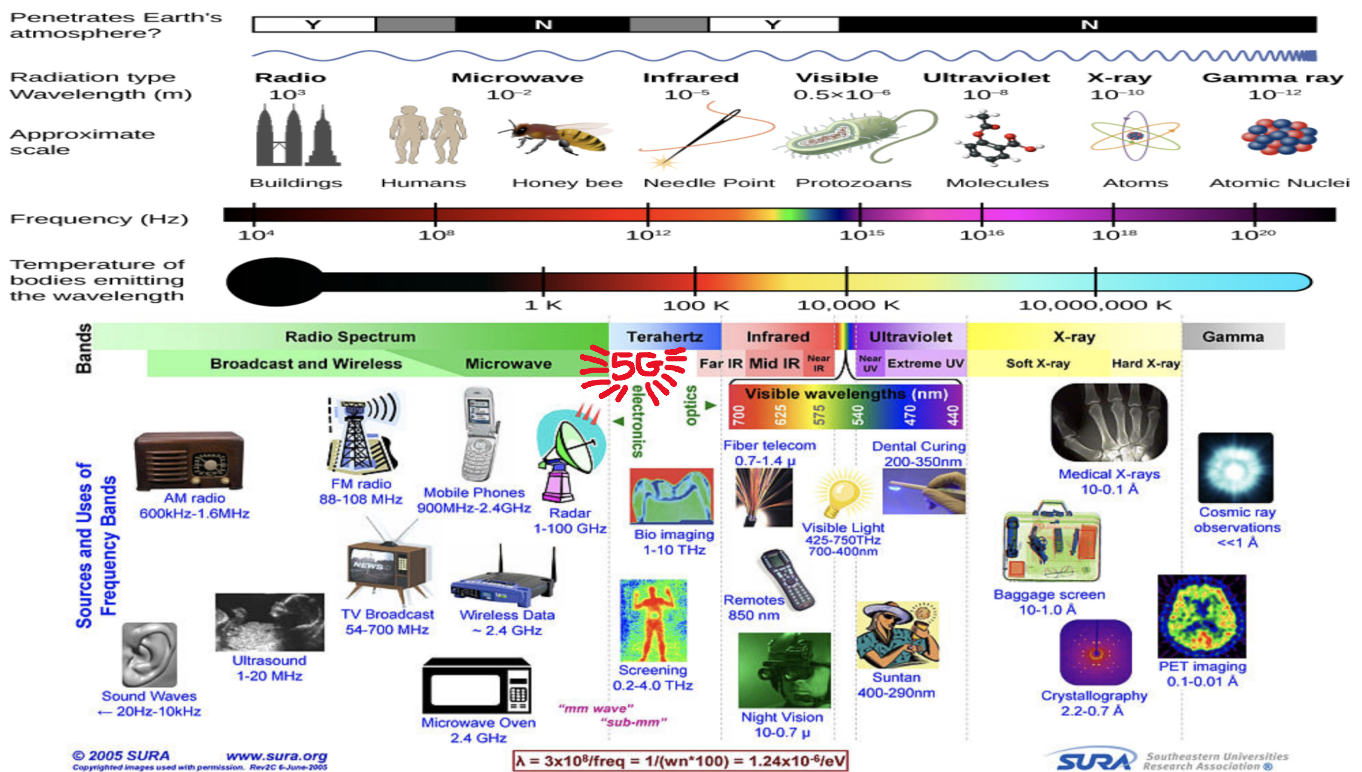 Penetrates Earth's
atmosphere?
Y
N
Y
N
Radiation type
Radio
Microwave
Infrared
Visible
Ultraviolet
X-ray
Gamma ray
Wavelength (m)
10³
10⁻²
10⁻⁵
0.5×10⁻⁶
10⁻⁸
10⁻¹⁰
10⁻¹²
Approximate
scale
Buildings
Humans
Honey bee
Needle Point
Protozoans
Molecules
Atoms
Atomic Nuclei
Frequency (Hz)
10⁴
10⁸
10¹²
10¹⁵
10¹⁶
10¹⁸
10²⁰
Temperature of
bodies emitting
the wavelength
1 K
100 K
10,000 K
10,000,000 K
Bands
Radio Spectrum
Terahertz
Infrared
Ultraviolet
X-ray
Gamma
Broadcast and Wireless
Microwave
5G
Far IR
Mid IR
Near
IR
Near
UV
Extreme UV
Soft X-ray
Hard X-ray
electronics
optics
Visible wavelengths (nm)
700
625
575
540
470
440
Sources and Uses of
Frequency Bands
AM radio
600kHz-1.6MHz
FM radio
88-108 MHz
Mobile Phones
900MHz-2.4GHz
Radar
1-100 GHz
Bio imaging
1-10 THz
Fiber telecom
0.7-1.4 µ
Visible Light
425-750THz
700-400nm
Dental Curing
200-350nm
Medical X-rays
10-0.1 Å
Cosmic ray
observations
<<1 Å
NEWS
TV Broadcast
54-700 MHz
Wireless Data
~ 2.4 GHz
Remotes
850 nm
Baggage screen
10-1.0 Å
Ultrasound
1-20 MHz
Screening
0.2-4.0 THz
Suntan
400-290nm
PET imaging
0.1-0.01 Å
Sound Waves
← 20Hz-10kHz
Microwave Oven
2.4 GHz
"mm wave"
"sub-mm"
Night Vision
10-0.7 µ
Crystallography
2.2-0.7 Å
© 2005 SURA
www.sura.org
Copyrighted images used with permission. Rev2C 6-June-2005
λ = 3x10⁸/freq = 1/(wn*100) = 1.24x10⁻⁶/eV
SURA
Southeastern Universities
Research Association ®